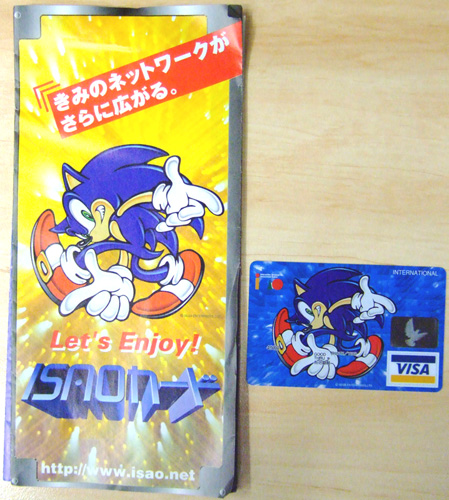 きみのネットワークが
さらに広がる。
Let's Enjoy!
ISAOカード
http://www.isao.net
INTERNATIONAL
VISA